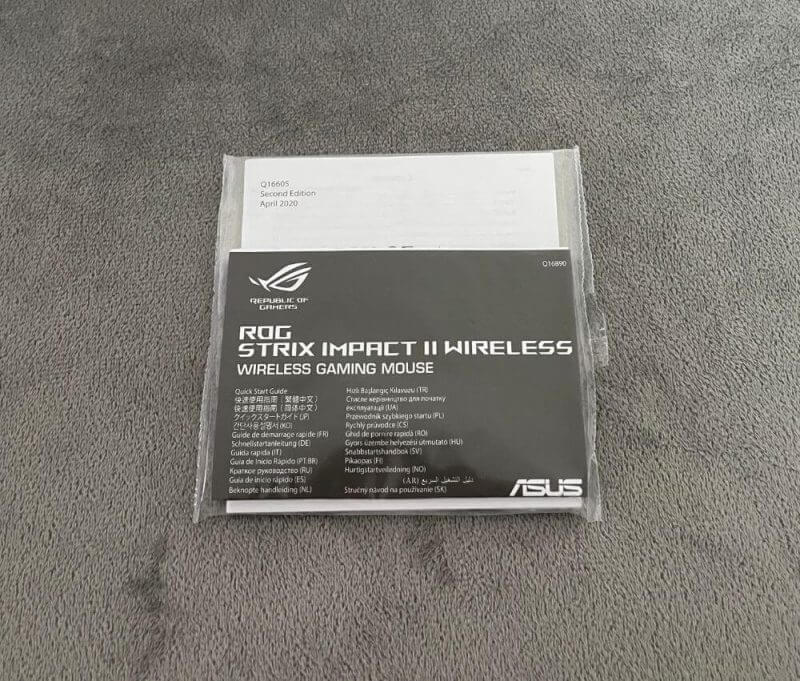 Q16605
Second Edition
April 2020
Q16890
REPUBLIC OF
GAMERS
ROG
STRIX IMPACT II WIRELESS
WIRELESS GAMING MOUSE
Quick Start Guide
快速使用指南 (繁體中文)
快速使用指南 (简体中文)
クイックスタートガイド (JP)
간단사용설명서 (KO)
Guide de démarrage rapide (FR)
Schnellstartanleitung (DE)
Guida rapida (IT)
Guia de Início Rápido (PT BR)
Краткое руководство (RU)
Guía de inicio rápido (ES)
Beknopte handleiding (NL)
Hızlı Başlangıç Kılavuzu (TR)
Стисле керівництво для початку
експлуатації (UA)
Przewodnik szybkiego startu (PL)
Rychlý průvodce (CS)
Ghid de pornire rapidă (RO)
Gyors üzembe helyezési útmutató (HU)
Snabbstartshandbok (SV)
Pikaopas (FI)
Hurtigstartveiledning (NO)
دليل التشغيل السريع (AR)
Stručný návod na používanie (SK)
ASUS